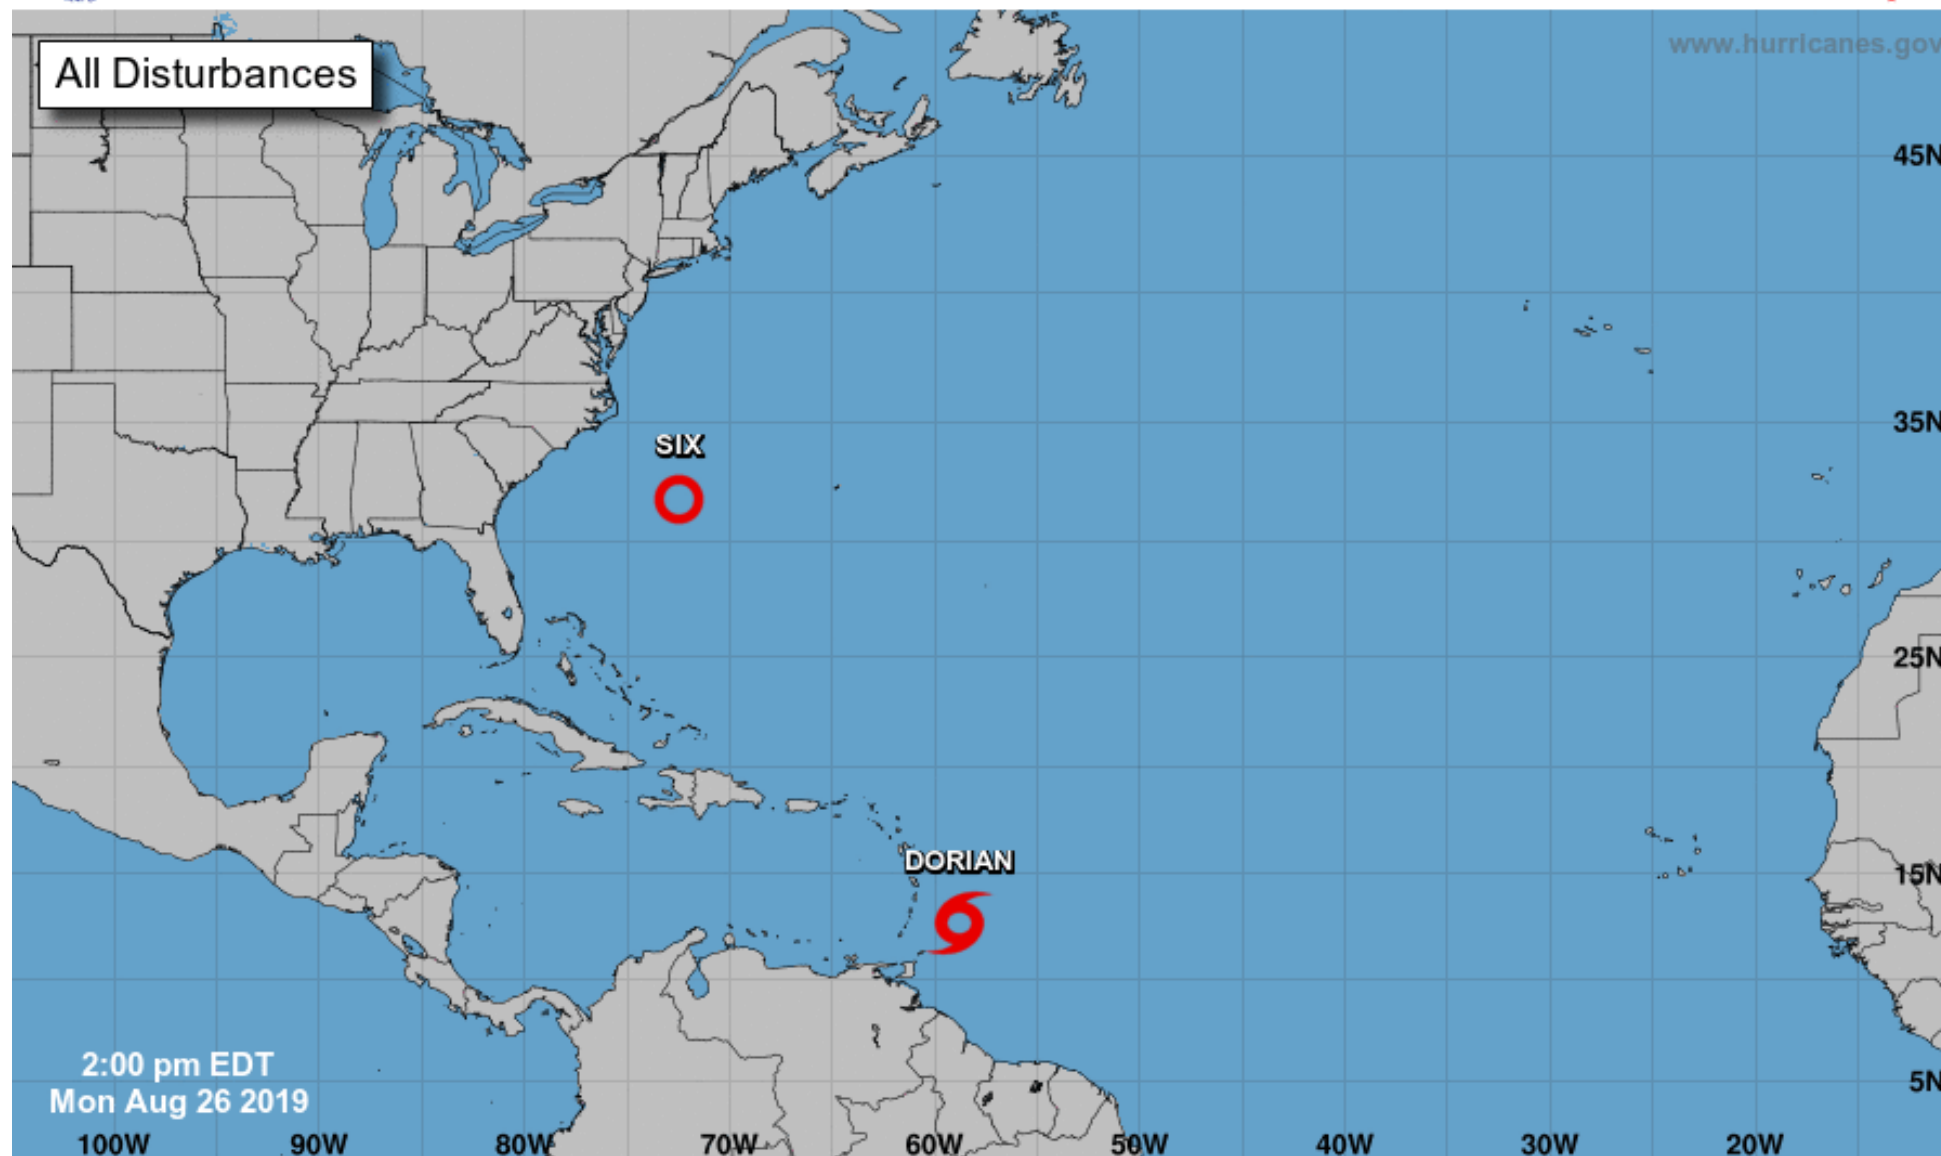 All Disturbances
www.hurricanes.gov
45N
35N
SIX
25N
DORIAN
15N
2:00 pm EDT
Mon Aug 26 2019
5N
100W 90W 80W 70W 60W 50W 40W 30W 20W